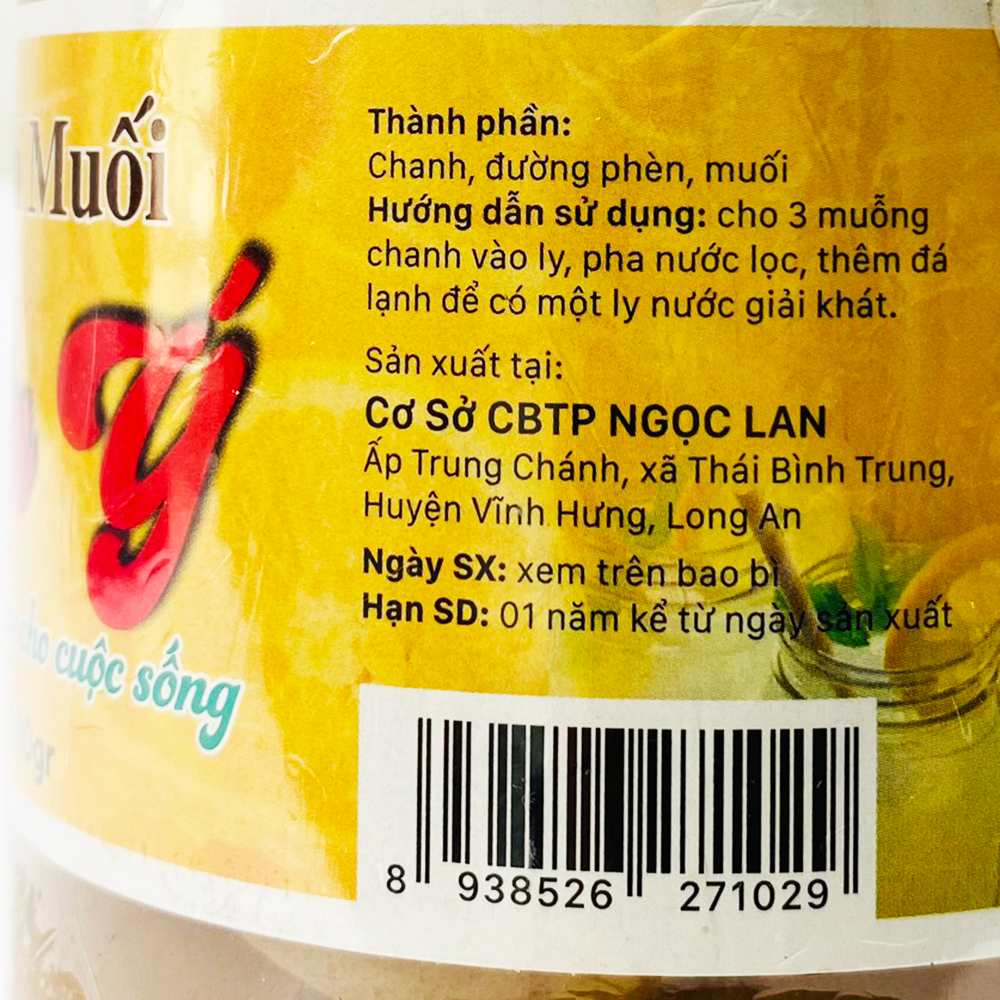 Muối
Ý
cho cuộc sống
gr
Thành phần:
Chanh, đường phèn, muối
Hướng dẫn sử dụng: cho 3 muỗng
chanh vào ly, pha nước lọc, thêm đá
lạnh để có một ly nước giải khát.
Sản xuất tại:
Cơ Sở CBTP NGỌC LAN
Ấp Trung Chánh, xã Thái Bình Trung,
Huyện Vĩnh Hưng, Long An
Ngày SX: xem trên bao bì
Hạn SD: 01 năm kể từ ngày sản xuất
8 938526 271029